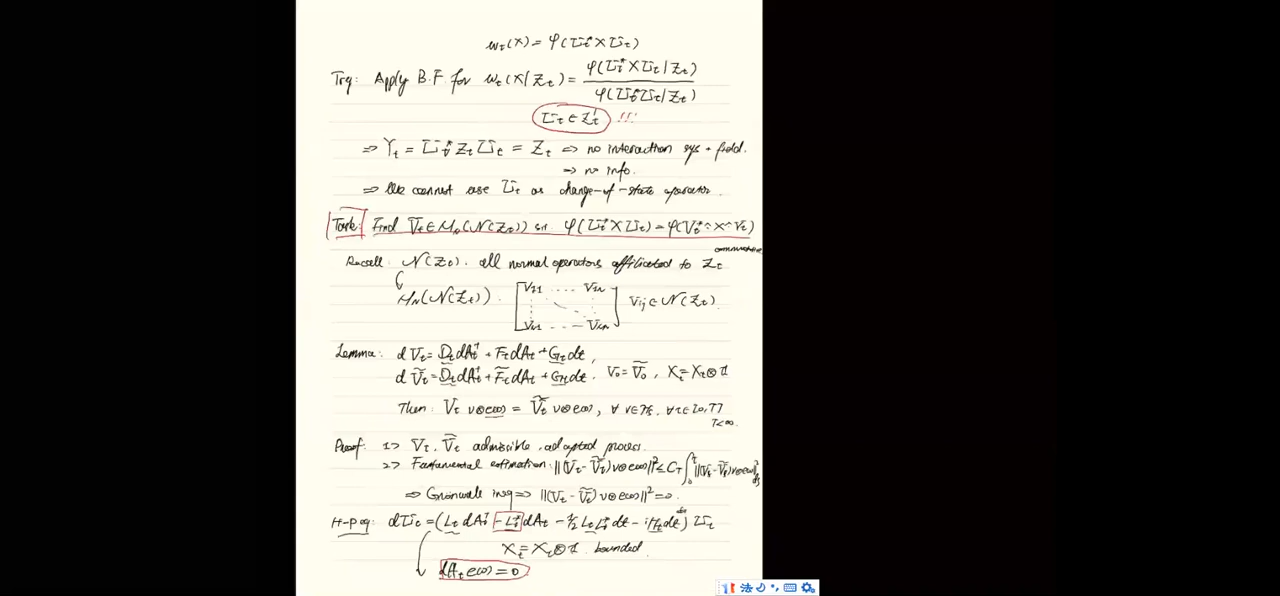 w_t(X) = φ(U_t^* X U_t)
Try: Apply B.F. for w_t(X|Z_t) = φ(U_t^* X U_t | Z_t) / φ(U_t^* U_t | Z_t)
U_t ∈ Z_t' !!!
⇒ Y_t = U_t^* Z_t U_t = Z_t ⇒ no interaction sys + field.
⇒ no info.
⇒ We cannot use U_t as change-of-state operator.
Task: Find V_t ∈ M_n(N(Z_t)) s.t. φ(U_t^* X U_t) = φ(V_t^* X V_t)
commutative
Recall N(Z_t). all normal operators affiliated to Z_t
M_n(N(Z_t)). [V_11 ... V_1n V_n1 --- V_nn] V_ij ∈ N(Z_t)
Lemma: dV_t = D_t dA_t^† + F_t dA_t + G_t dt,
dṼ_t = D̃_t dA_t^† + F̃_t dA_t + G̃_t dt. V_0 = Ṽ_0, X_t = X_t ⊗ 1
Then: V_t v⊗e(0) = Ṽ_t v⊗e(0), ∀ v∈ , ∀ t∈[0,T]
T<∞.
Proof: 1> V_t, Ṽ_t admissible, adapted process.
2> Fundamental estimation: ||(V_t - Ṽ_t) v⊗e(0)||² ≤ C_T ∫_0^t ||(V_s - Ṽ_s) v⊗e(0)||² ds
⇒ Gronwall ineq ⇒ ||(V_t - Ṽ_t) v⊗e(0)||² = 0.
H-P eq: dU_t = (L_t dA_t^† - L_t^* dA_t - 1/2 L_t L_t^* dt - iH_t dt) U_t
X_t = X_t ⊗ 1 bounded.
dA_t e(0) = 0
法